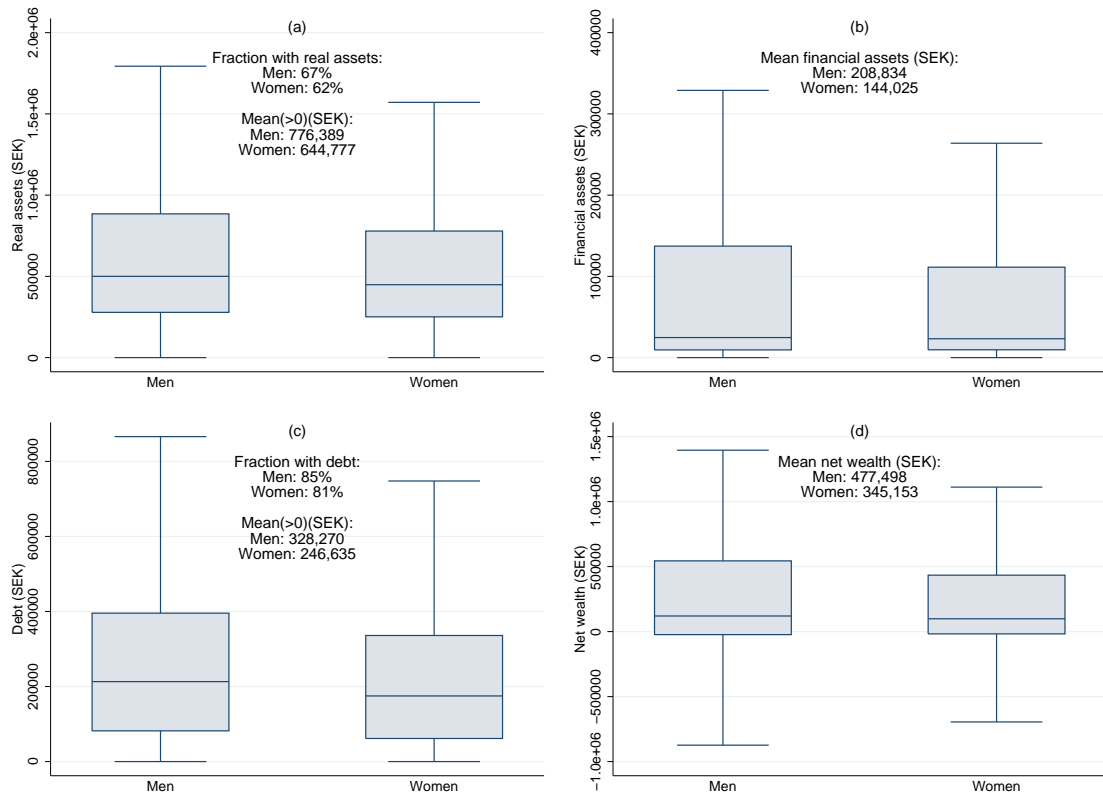 (a)
Fraction with real assets:
Men: 67%
Women: 62%
Mean(>0)(SEK):
Men: 776,389
Women: 644,777
Real assets (SEK)
2.0e+06
1.5e+06
1.0e+06
500000
0
Men
Women
(b)
Mean financial assets (SEK):
Men: 208,834
Women: 144,025
Financial assets (SEK)
400000
300000
200000
100000
0
Men
Women
(c)
Fraction with debt:
Men: 85%
Women: 81%
Mean(>0)(SEK):
Men: 328,270
Women: 246,635
Debt (SEK)
800000
600000
400000
200000
0
Men
Women
(d)
Mean net wealth (SEK):
Men: 477,498
Women: 345,153
Net wealth (SEK)
1.5e+06
1.0e+06
500000
0
−500000
−1.0e+06
Men
Women